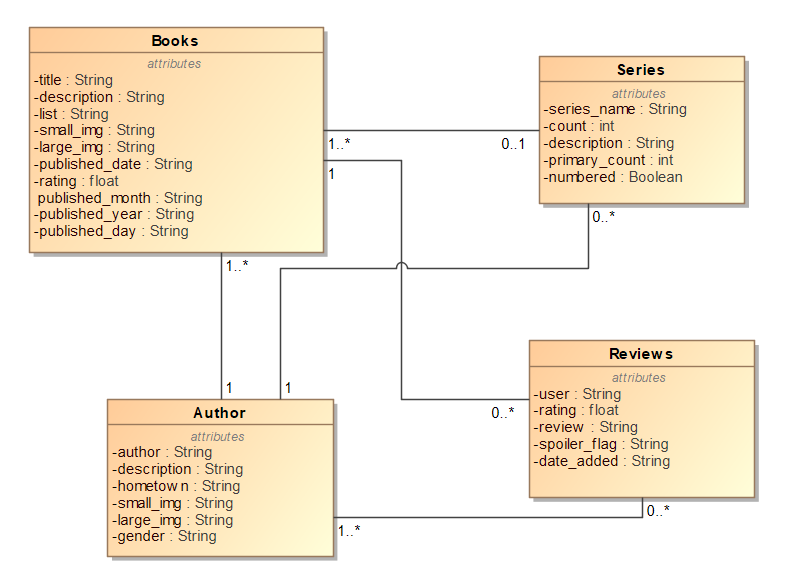 Books
attributes
-title : String
-description : String
-list : String
-small_img : String
-large_img : String
-published_date : String
-rating : float
published_month : String
-published_year : String
-published_day : String
Series
attributes
-series_name : String
-count : int
-description : String
-primary_count : int
-numbered : Boolean
1..*
0..1
1
0..*
1..*
1
1
Author
attributes
-author : String
-description : String
-hometown : String
-small_img : String
-large_img : String
-gender : String
0..*
Reviews
attributes
-user : String
-rating : float
-review : String
-spoiler_flag : String
-date_added : String
1..*
0..*